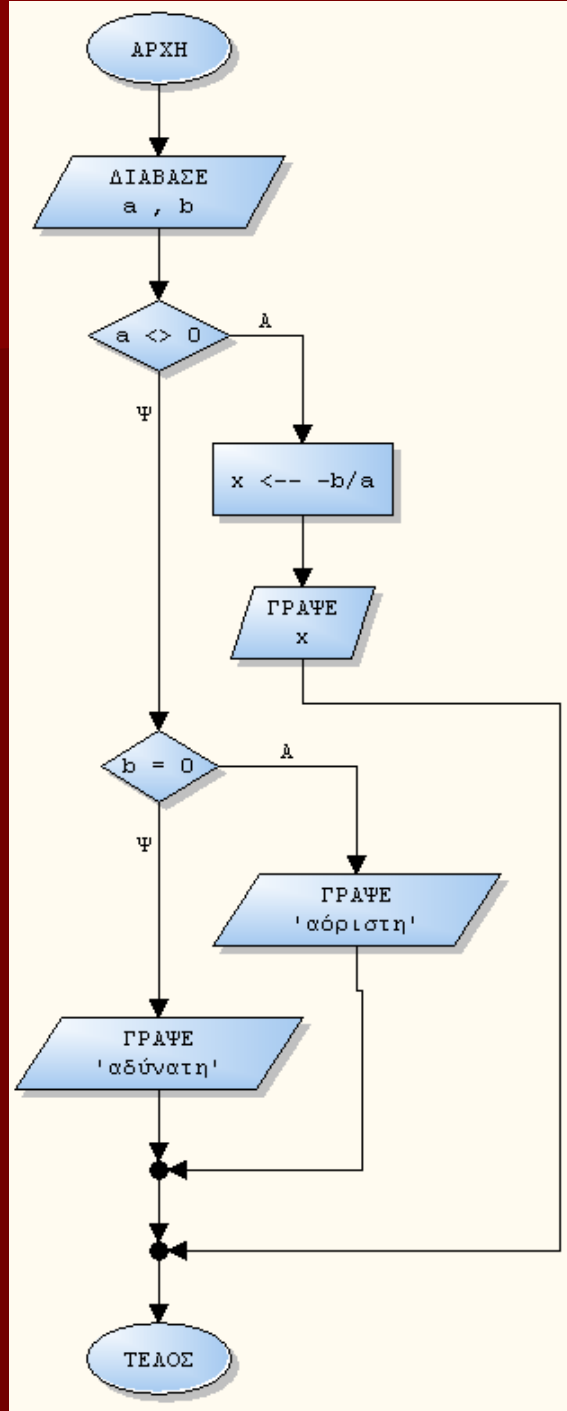 ΑΡΧΗ
ΔΙΑΒΑΣΕ
a , b
a <> 0
Α
Ψ
x <-- -b/a
ΓΡΑΨΕ
x
b = 0
Α
Ψ
ΓΡΑΨΕ
'αόριστη'
ΓΡΑΨΕ
'αδύνατη'
ΤΕΛΟΣ